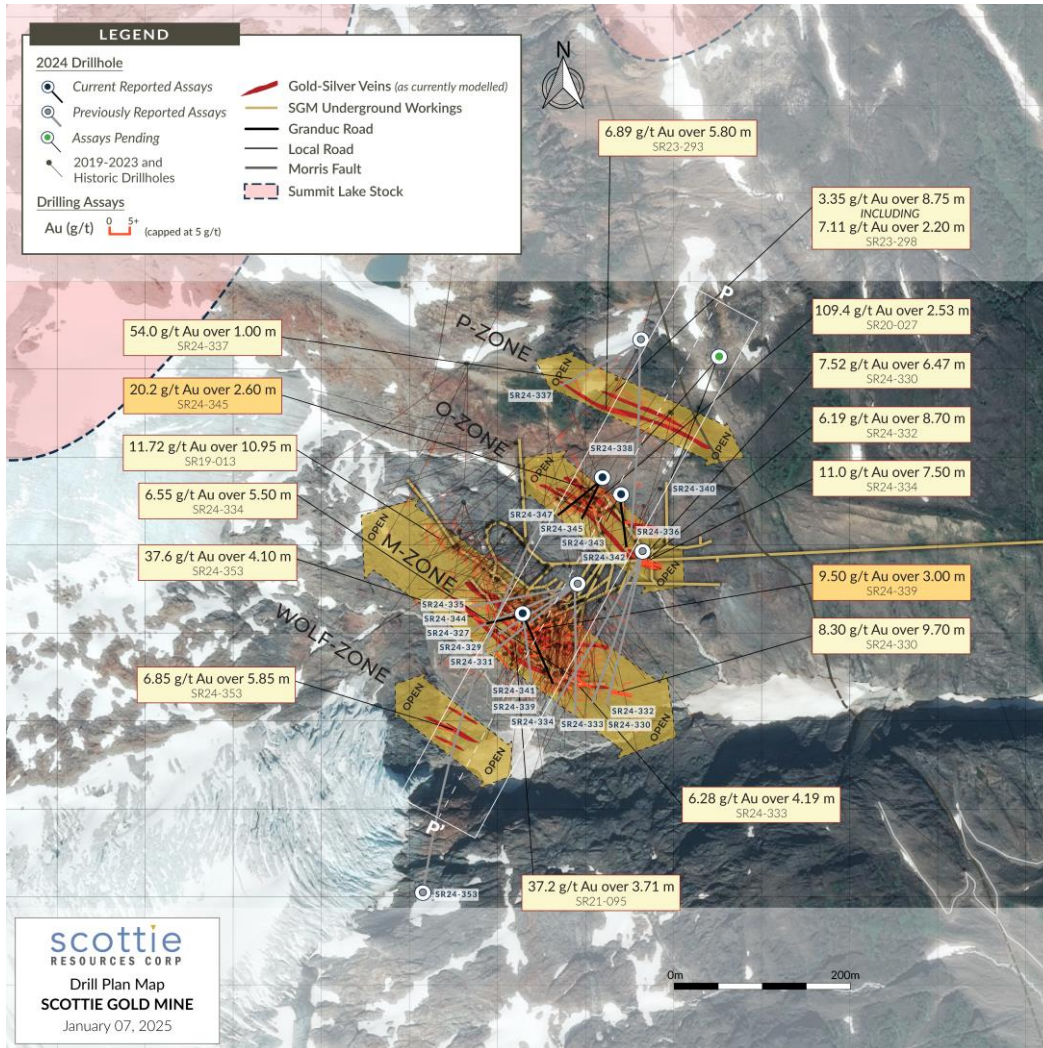 LEGEND
2024 Drillhole
Current Reported Assays
Previously Reported Assays
Assays Pending
2019-2023 and
Historic Drillholes
Drilling Assays
Au (g/t) 0 5+ (capped at 5 g/t)
Gold-Silver Veins (as currently modelled)
SGM Underground Workings
Granduc Road
Local Road
Morris Fault
Summit Lake Stock
N
6.89 g/t Au over 5.80 m
SR23-293
3.35 g/t Au over 8.75 m
INCLUDING
7.11 g/t Au over 2.20 m
SR23-298
P
109.4 g/t Au over 2.53 m
SR20-027
54.0 g/t Au over 1.00 m
SR24-337
P-ZONE
OPEN
SR24-337
OPEN
7.52 g/t Au over 6.47 m
SR24-330
20.2 g/t Au over 2.60 m
SR24-345
O-ZONE
OPEN
SR24-338
SR24-340
6.19 g/t Au over 8.70 m
SR24-332
11.72 g/t Au over 10.95 m
SR19-013
11.0 g/t Au over 7.50 m
SR24-334
6.55 g/t Au over 5.50 m
SR24-334
SR24-347
SR24-345
SR24-343
SR24-342
SR24-336
OPEN
OPEN
M-ZONE
37.6 g/t Au over 4.10 m
SR24-353
9.50 g/t Au over 3.00 m
SR24-339
SR24-335
SR24-344
SR24-327
SR24-329
SR24-331
WOLF-ZONE
8.30 g/t Au over 9.70 m
SR24-330
6.85 g/t Au over 5.85 m
SR24-353
OPEN
OPEN
SR24-341
SR24-339
SR24-334
SR24-333
SR24-332
SR24-330
OPEN
6.28 g/t Au over 4.19 m
SR24-333
P'
37.2 g/t Au over 3.71 m
SR21-095
SR24-353
scottie
RESOURCES CORP
Drill Plan Map
SCOTTIE GOLD MINE
January 07, 2025
0m 200m